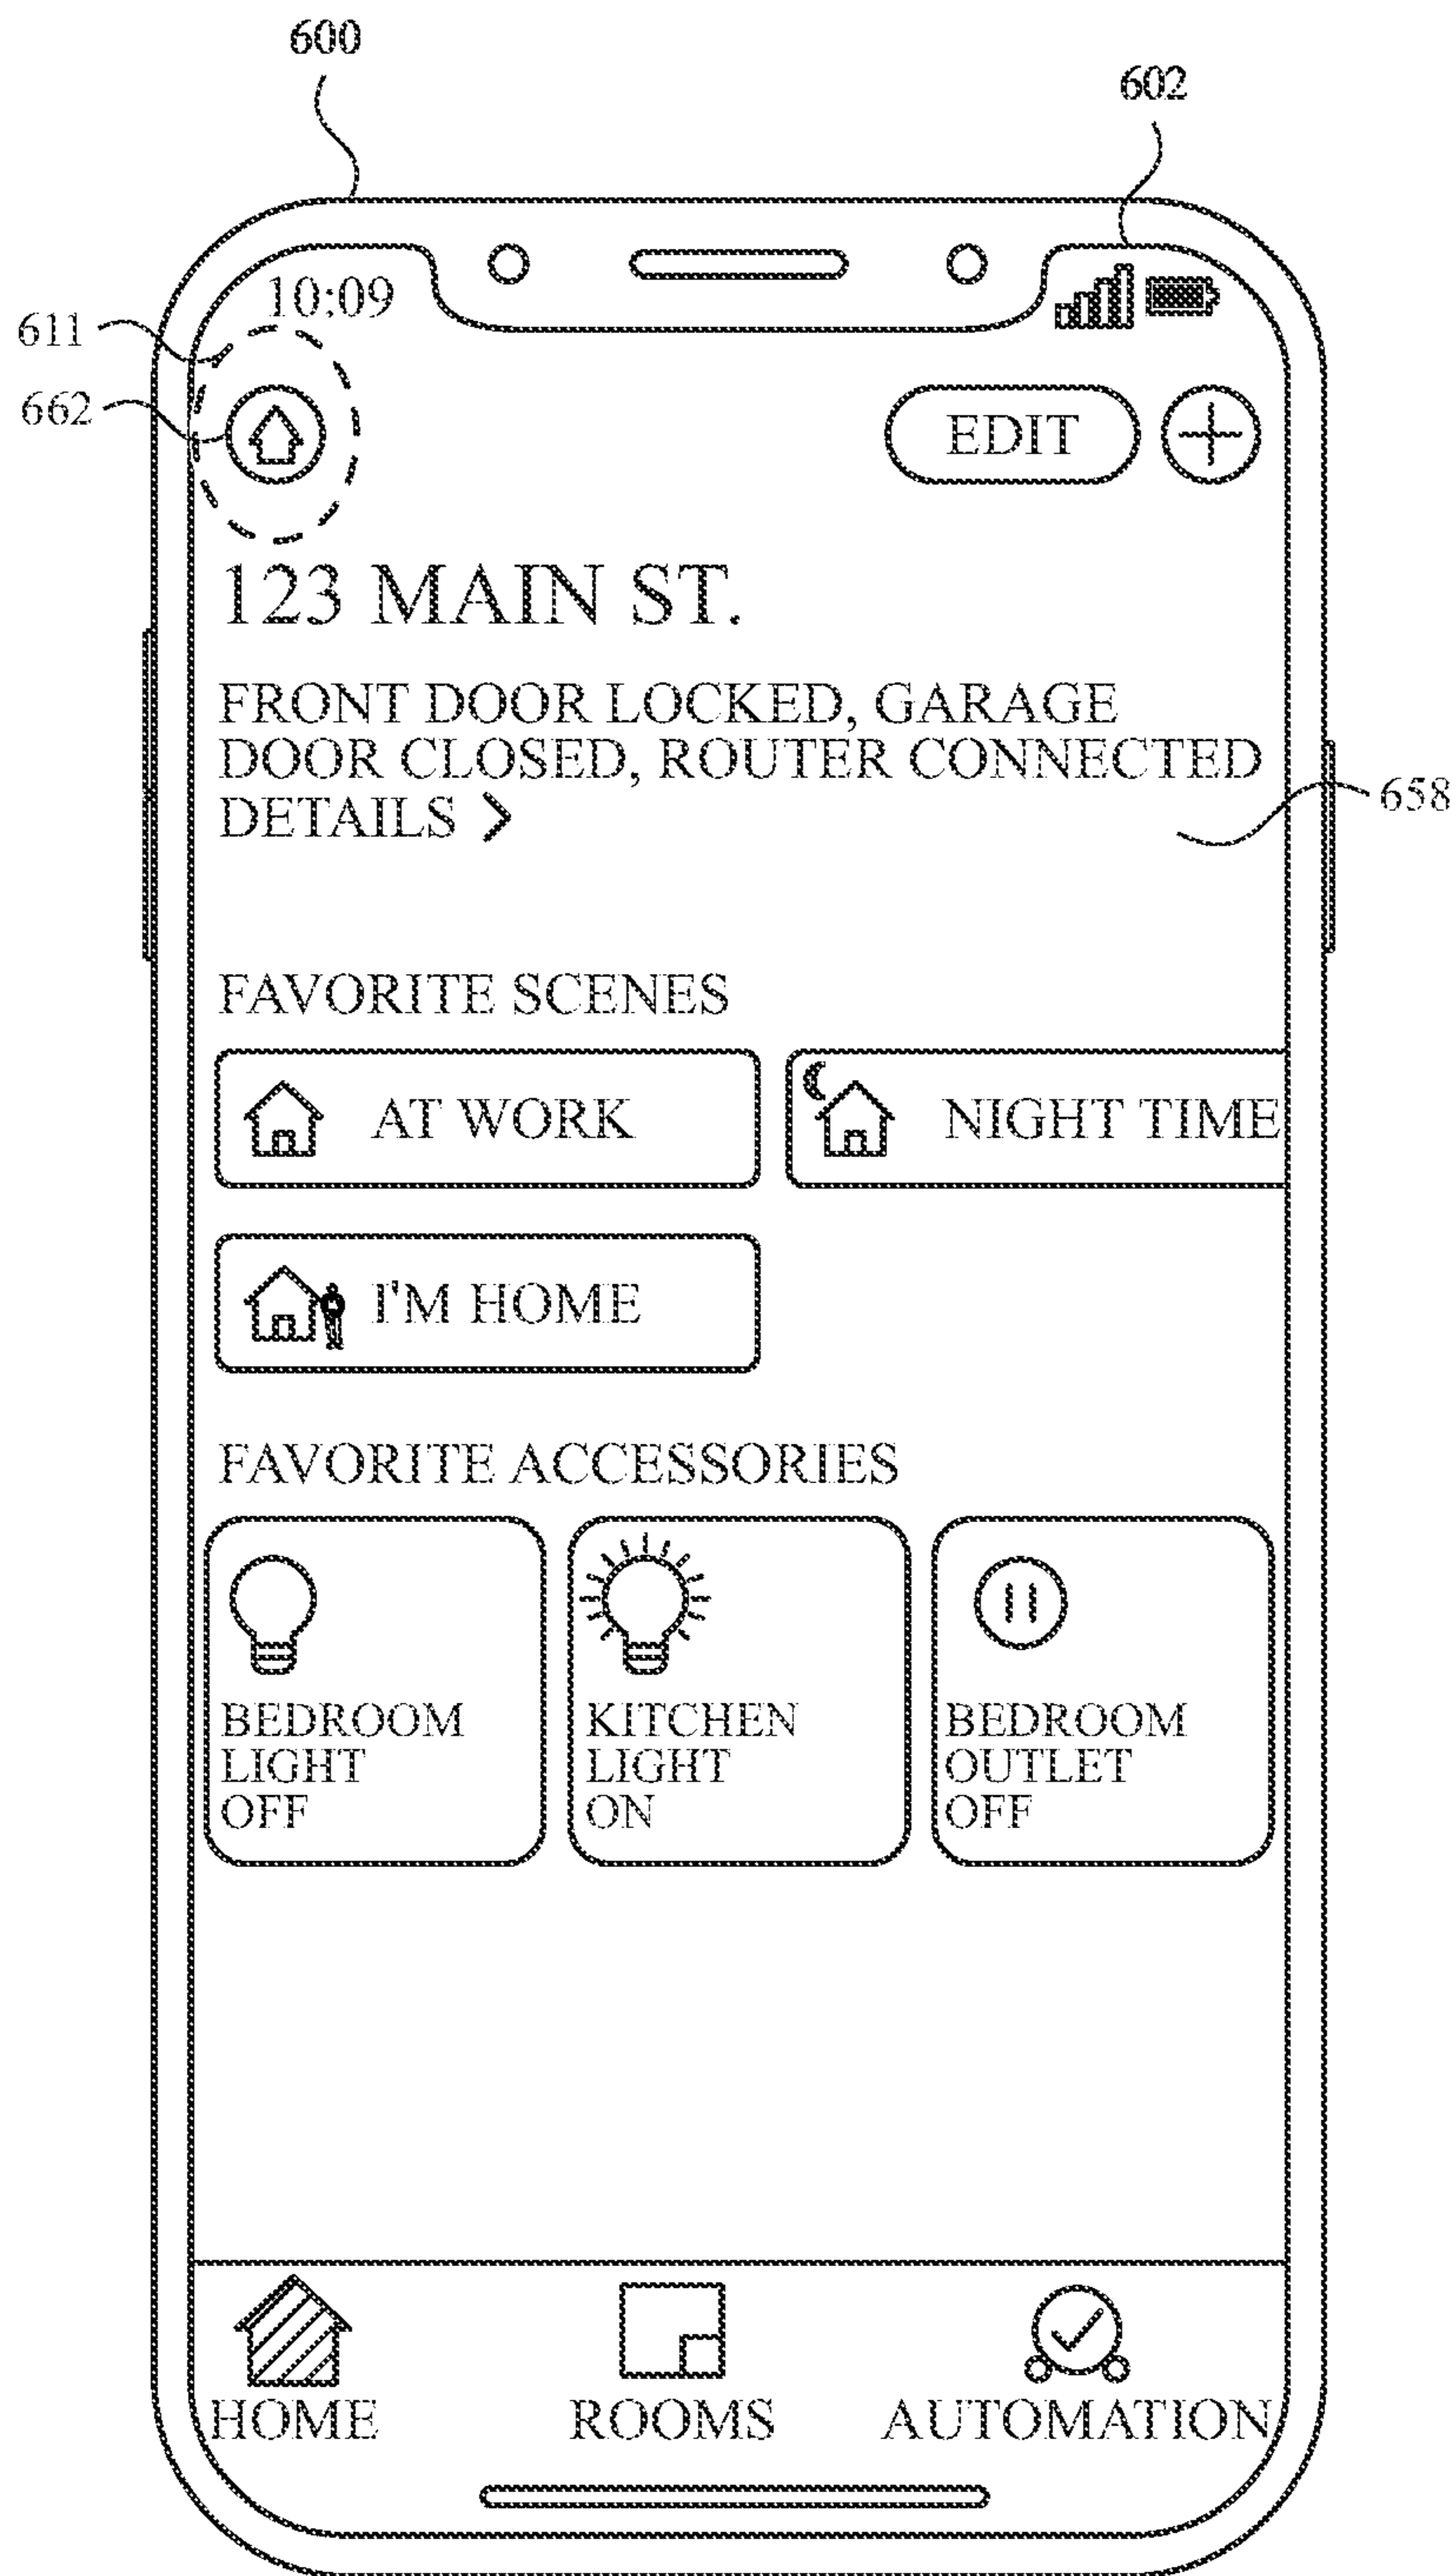 600
602
10:09
611
662
EDIT
123 MAIN ST.
FRONT DOOR LOCKED, GARAGE
DOOR CLOSED, ROUTER CONNECTED
DETAILS >
658
FAVORITE SCENES
AT WORK
NIGHT TIME
I'M HOME
FAVORITE ACCESSORIES
BEDROOM
LIGHT
OFF
KITCHEN
LIGHT
ON
BEDROOM
OUTLET
OFF
HOME
ROOMS
AUTOMATION